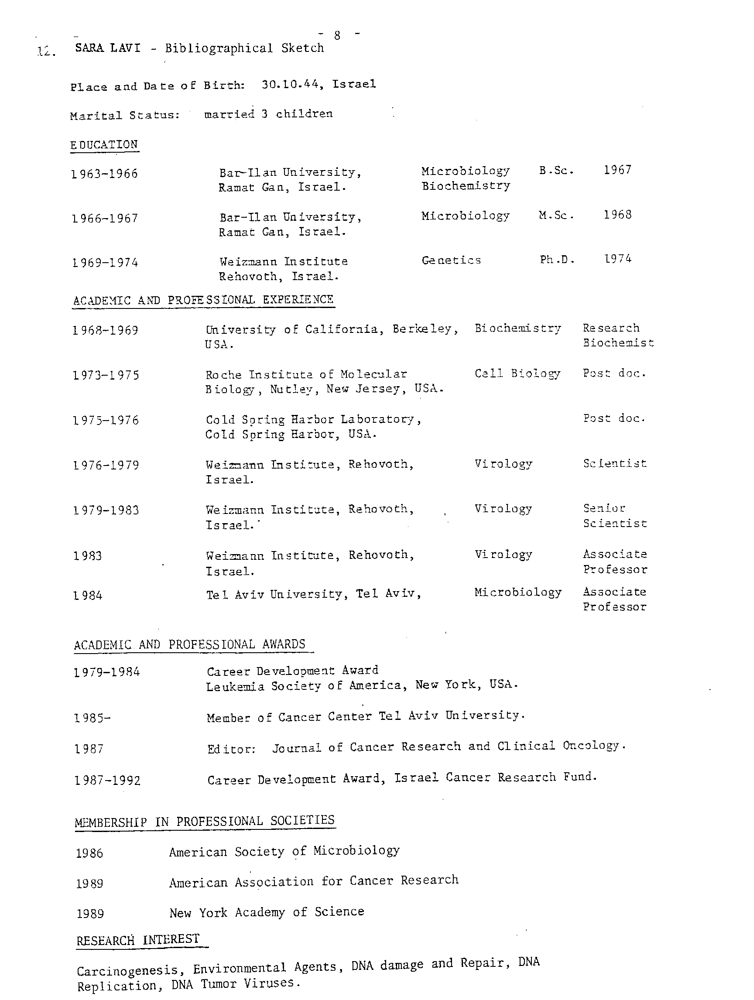 - 8 -
12. SARA LAVI - Bibliographical Sketch
Place and Date of Birth: 30.10.44, Israel
Marital Status: married 3 children
EDUCATION
1963-1966 Bar-Ilan University, Microbiology B.Sc. 1967
Ramat Gan, Israel. Biochemistry
1966-1967 Bar-Ilan University, Microbiology M.Sc. 1968
Ramat Gan, Israel.
1969-1974 Weizmann Institute Genetics Ph.D. 1974
Rehovoth, Israel.
ACADEMIC AND PROFESSIONAL EXPERIENCE
1968-1969 University of California, Berkeley, Biochemistry Research
USA. Biochemist
1973-1975 Roche Institute of Molecular Cell Biology Post doc.
Biology, Nutley, New Jersey, USA.
1975-1976 Cold Spring Harbor Laboratory, Post doc.
Cold Spring Harbor, USA.
1976-1979 Weizmann Institute, Rehovoth, Virology Scientist
Israel.
1979-1983 Weizmann Institute, Rehovoth, Virology Senior
Israel. Scientist
1983 Weizmann Institute, Rehovoth, Virology Associate
Israel. Professor
1984 Tel Aviv University, Tel Aviv, Microbiology Associate
Professor
ACADEMIC AND PROFESSIONAL AWARDS
1979-1984 Career Development Award
Leukemia Society of America, New York, USA.
1985- Member of Cancer Center Tel Aviv University.
1987 Editor: Journal of Cancer Research and Clinical Oncology.
1987-1992 Career Development Award, Israel Cancer Research Fund.
MEMBERSHIP IN PROFESSIONAL SOCIETIES
1986 American Society of Microbiology
1989 American Association for Cancer Research
1989 New York Academy of Science
RESEARCH INTEREST
Carcinogenesis, Environmental Agents, DNA damage and Repair, DNA
Replication, DNA Tumor Viruses.